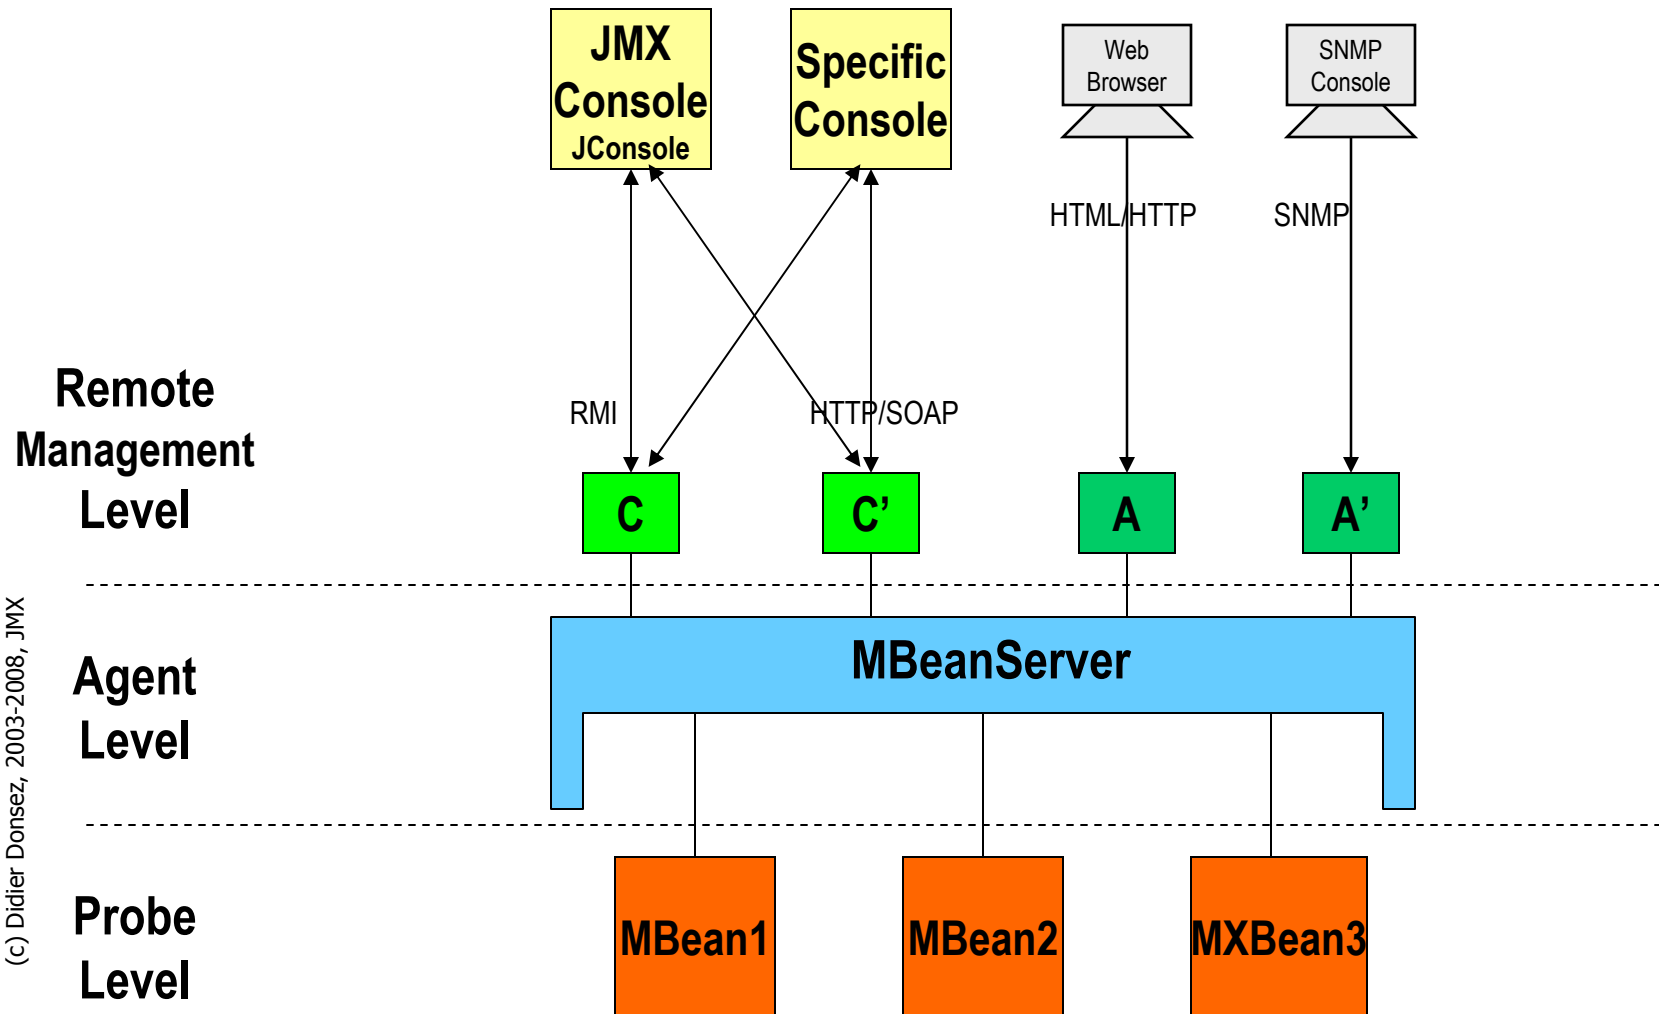 JMX
Console
JConsole
Specific
Console
Web
Browser
SNMP
Console
HTML/HTTP
SNMP
Remote
Management
Level
RMI
HTTP/SOAP
C
C’
A
A’
Agent
Level
MBeanServer
Probe
Level
MBean1
MBean2
MXBean3
(c) Didier Donsez, 2003-2008, JMX